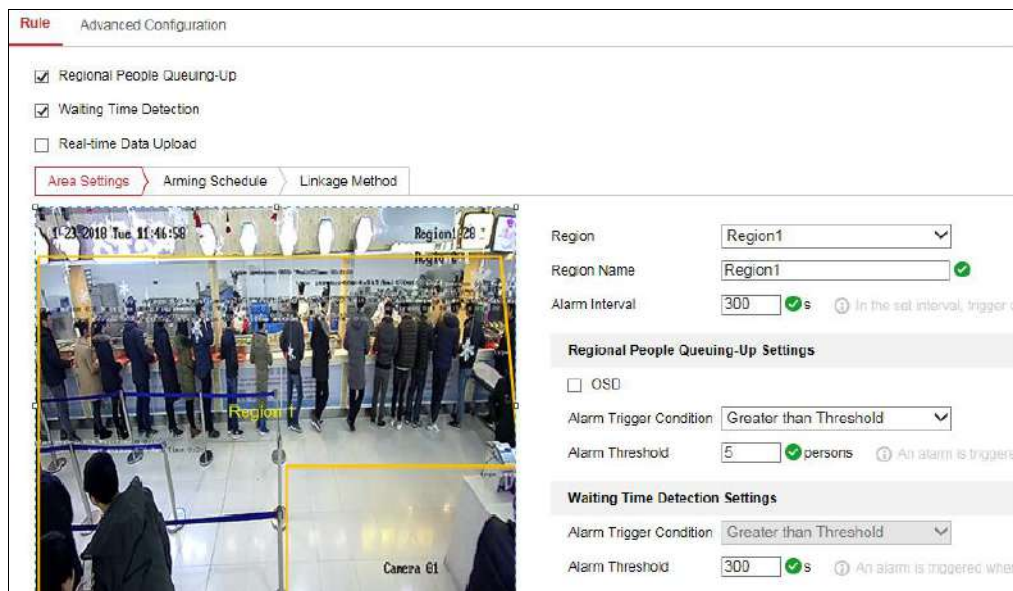 Rule Advanced Configuration
Regional People Queuing-Up
Waiting Time Detection
Real-time Data Upload
Area Settings Arming Schedule Linkage Method
1-23-2018 Tue 11:46:58 Region1
Region 1
Camera 01
Region Region1
Region Name Region1
Alarm Interval 300 s In the set interval, trigger
Regional People Queuing-Up Settings
OSD
Alarm Trigger Condition Greater than Threshold
Alarm Threshold 5 persons An alarm is triggere
Waiting Time Detection Settings
Alarm Trigger Condition Greater than Threshold
Alarm Threshold 300 s An alarm is triggered whe